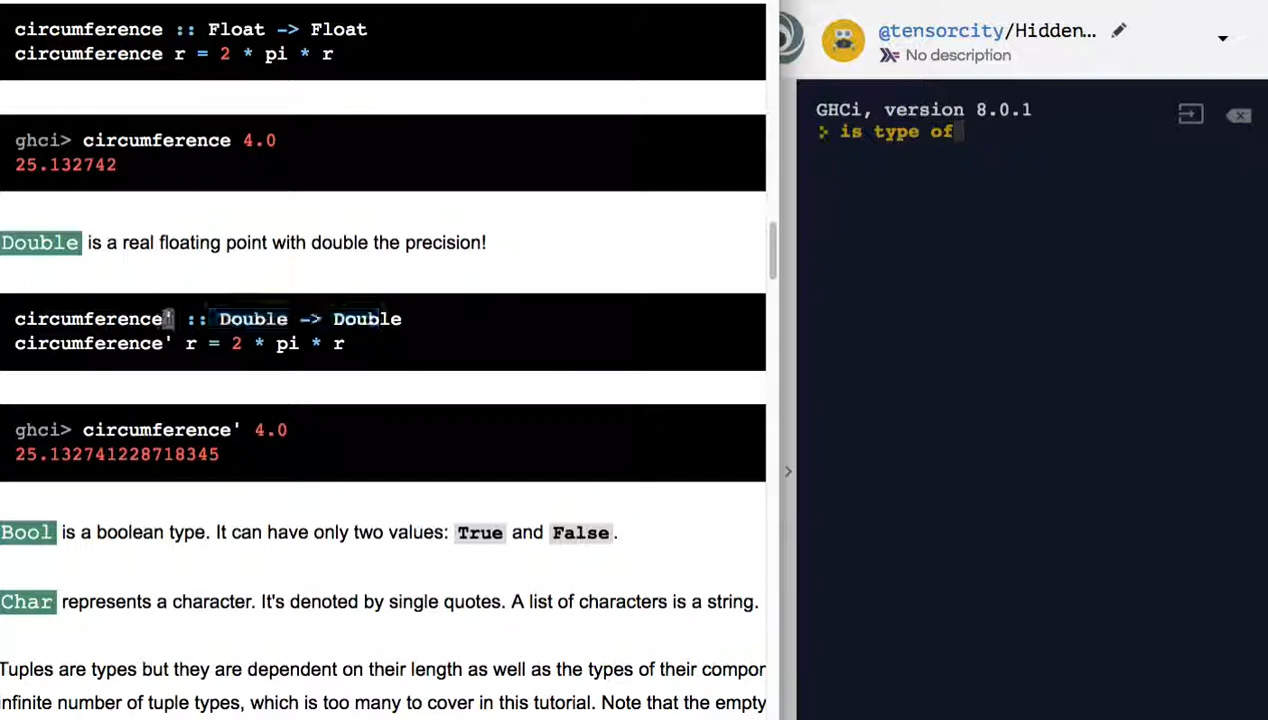 circumference :: Float -> Float
circumference r = 2 * pi * r
ghci> circumference 4.0
25.132742
Double is a real floating point with double the precision!
circumference' :: Double -> Double
circumference' r = 2 * pi * r
ghci> circumference' 4.0
25.132741228718345
Bool is a boolean type. It can have only two values: True and False.
Char represents a character. It's denoted by single quotes. A list of characters is a string.
Tuples are types but they are dependent on their length as well as the types of their compor
infinite number of tuple types, which is too many to cover in this tutorial. Note that the empty
@tensorcity/Hidden...
No description
GHCi, version 8.0.1
> is type of